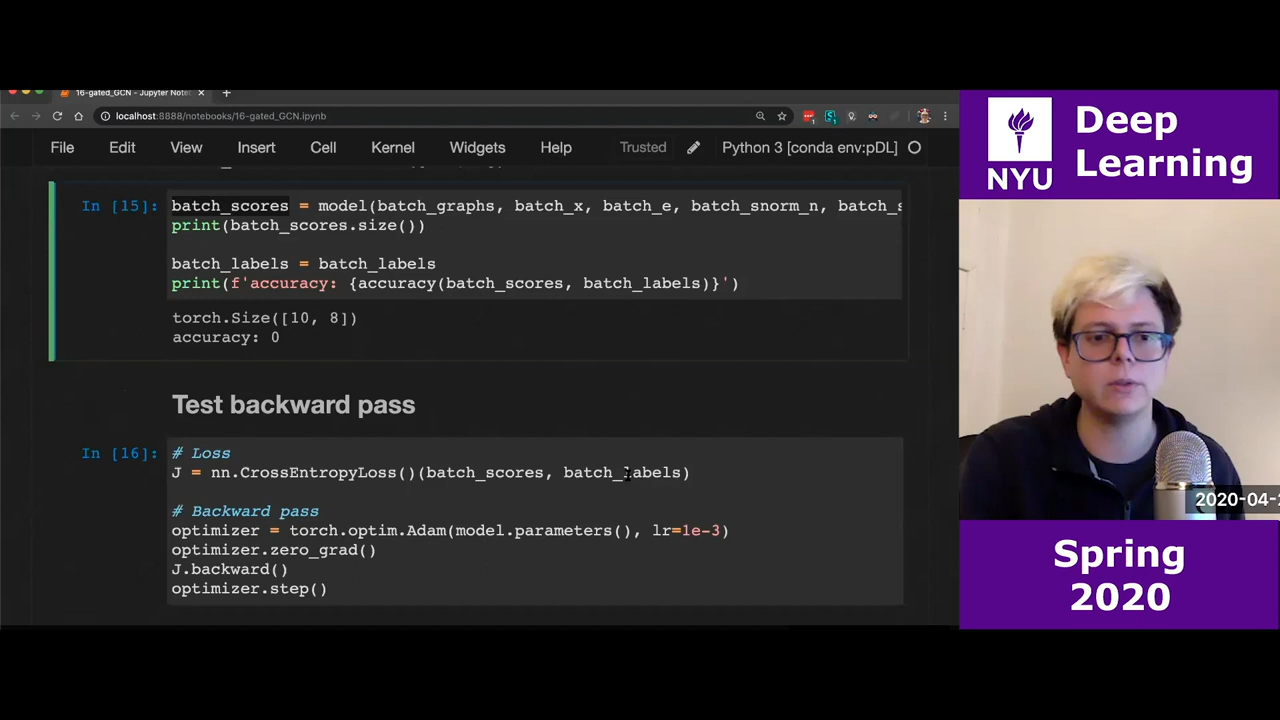 16-gated_GCN - Jupyter Note
localhost:8888/notebooks/16-gated_GCN.ipynb
File Edit View Insert Cell Kernel Widgets Help Trusted Python 3 [conda env:pDL]
In [15]: batch_scores = model(batch_graphs, batch_x, batch_e, batch_snorm_n, batch_s
print(batch_scores.size())
batch_labels = batch_labels
print(f'accuracy: {accuracy(batch_scores, batch_labels)}')
torch.Size([10, 8])
accuracy: 0
Test backward pass
In [16]: # Loss
J = nn.CrossEntropyLoss()(batch_scores, batch_labels)
# Backward pass
optimizer = torch.optim.Adam(model.parameters(), lr=1e-3)
optimizer.zero_grad()
J.backward()
optimizer.step()
NYU
Deep
Learning
2020-04-2
Spring
2020